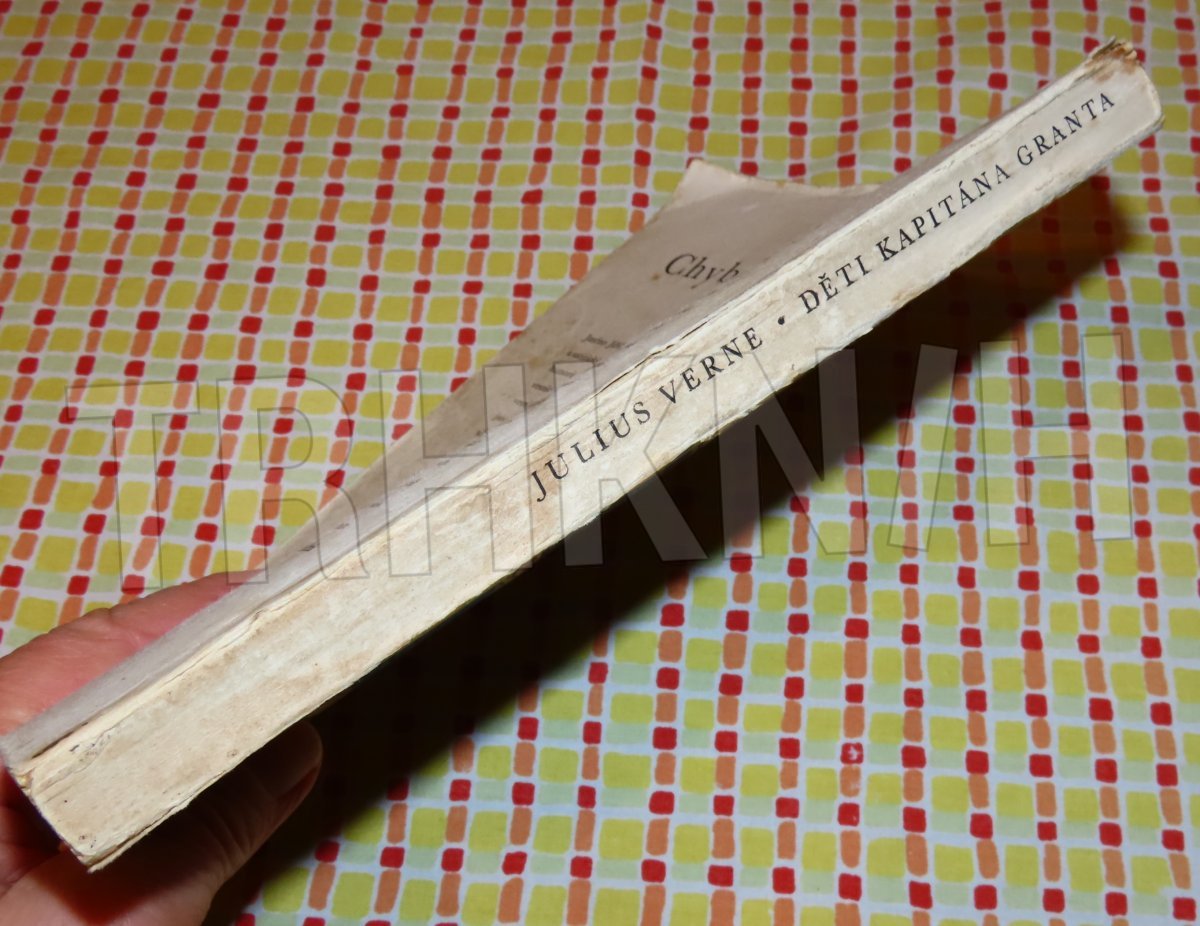 Chyb
JULIUS VERNE • DĚTI KAPITÁNA GRANTA
TRHKNIH